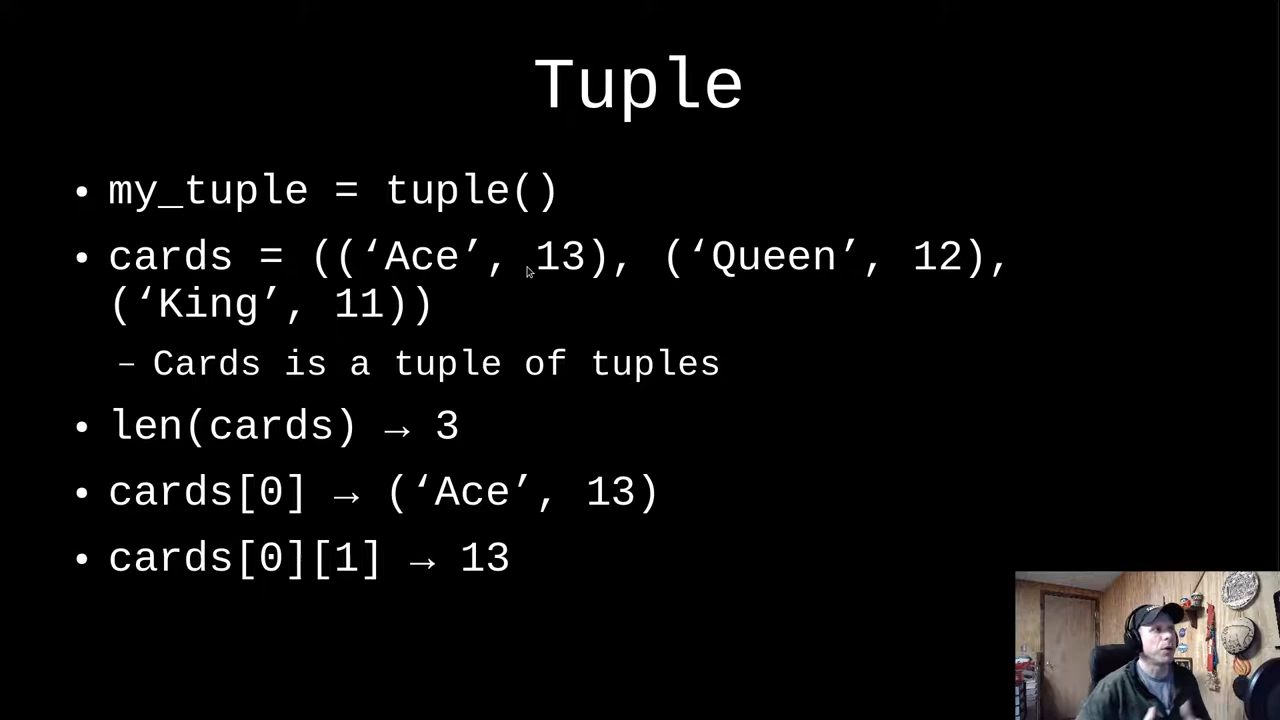 Tuple
• my_tuple = tuple()
• cards = ((‘Ace’, 13), (‘Queen’, 12),
(‘King’, 11))
– Cards is a tuple of tuples
• len(cards) → 3
• cards[0] → (‘Ace’, 13)
• cards[0][1] → 13